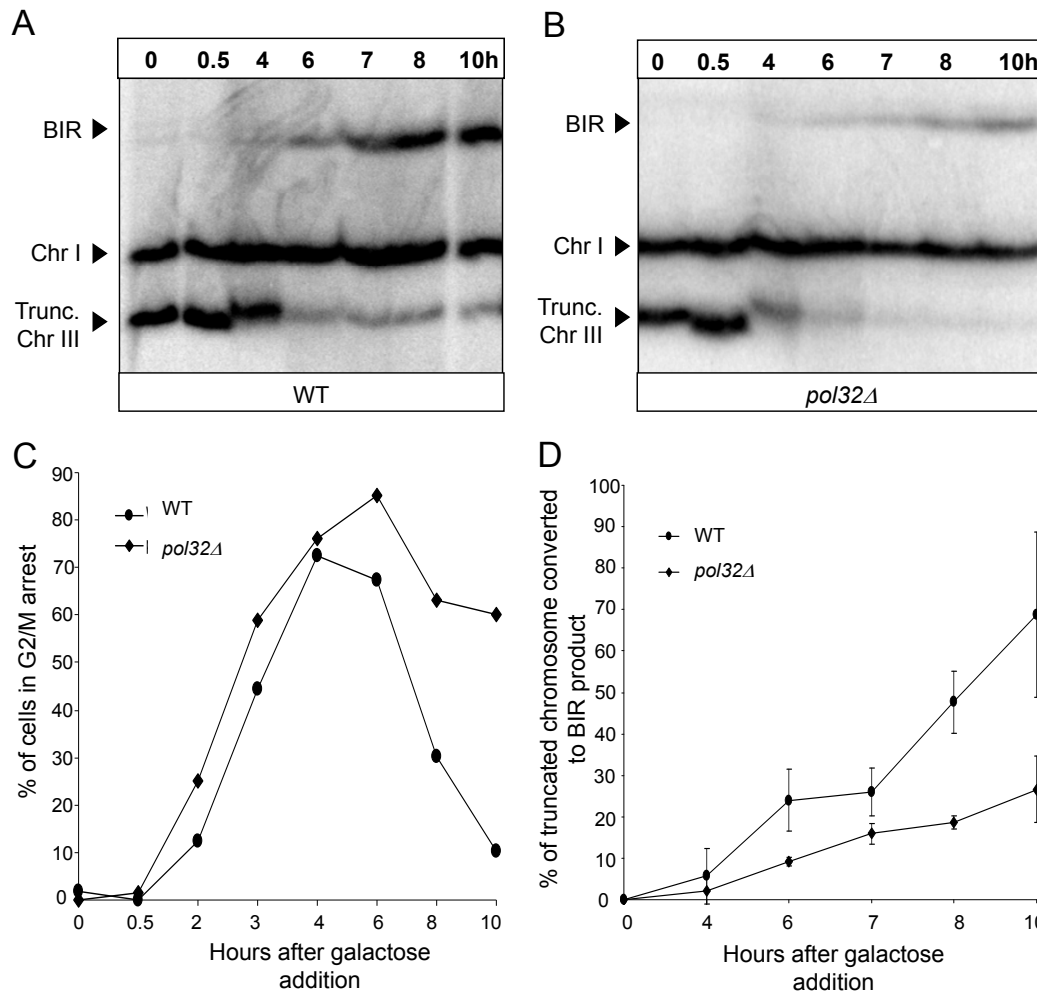 A
0 0.5 4 6 7 8 10h
BIR
Chr I
Trunc.
Chr III
WT
B
0 0.5 4 6 7 8 10h
BIR
Chr I
Trunc.
Chr III
pol32Δ
C
% of cells in G2/M arrest
90
80
70
60
50
40
30
20
10
0
WT
pol32Δ
0 0.5 2 3 4 6 8 10
Hours after galactose
addition
D
% of truncated chromosome converted
to BIR product
100
90
80
70
60
50
40
30
20
10
0
WT
pol32Δ
0 4 6 7 8 10
Hours after galactose
addition